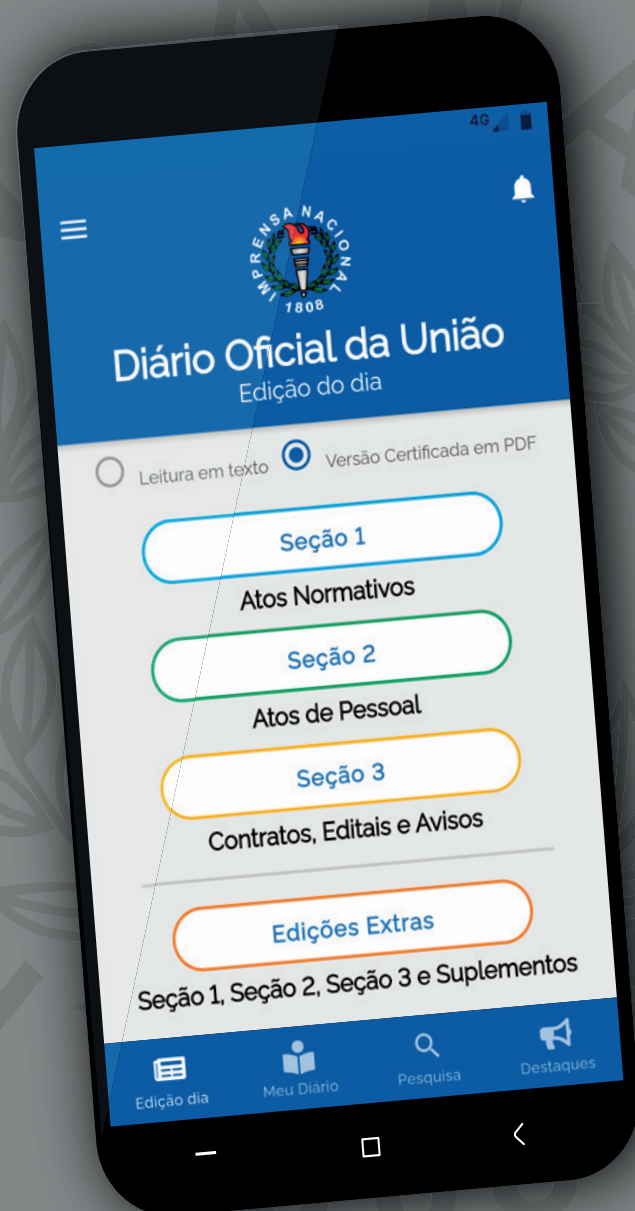 4G
IMPRENSA NACIONAL
1808
Diário Oficial da União
Edição do dia
Leitura em texto Versão Certificada em PDF
Seção 1
Atos Normativos
Seção 2
Atos de Pessoal
Seção 3
Contratos, Editais e Avisos
Edições Extras
Seção 1, Seção 2, Seção 3 e Suplementos
Edição dia Meu Diário Pesquisa Destaques